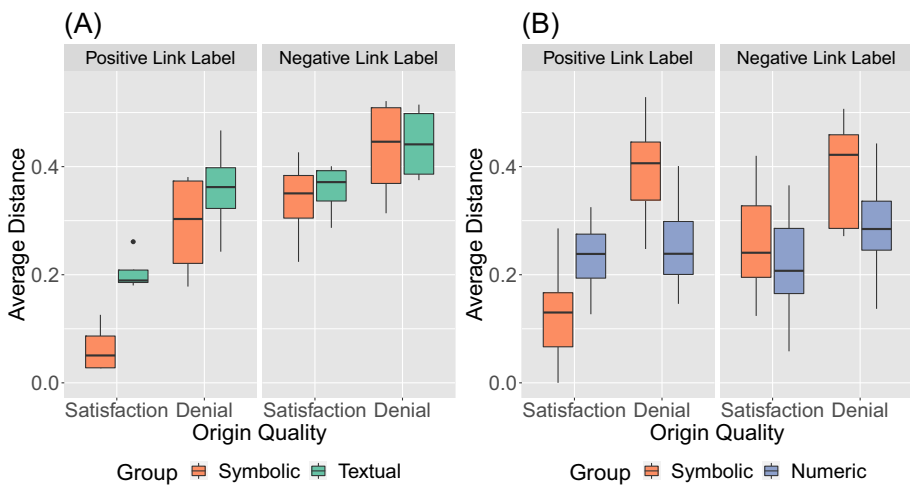 (A)
(B)
Positive Link Label Negative Link Label
Positive Link Label Negative Link Label
Average Distance
0.4
0.2
0.0
Average Distance
0.4
0.2
0.0
Satisfaction Denial Satisfaction Denial
Origin Quality
Satisfaction Denial Satisfaction Denial
Origin Quality
Group Symbolic Textual
Group Symbolic Numeric